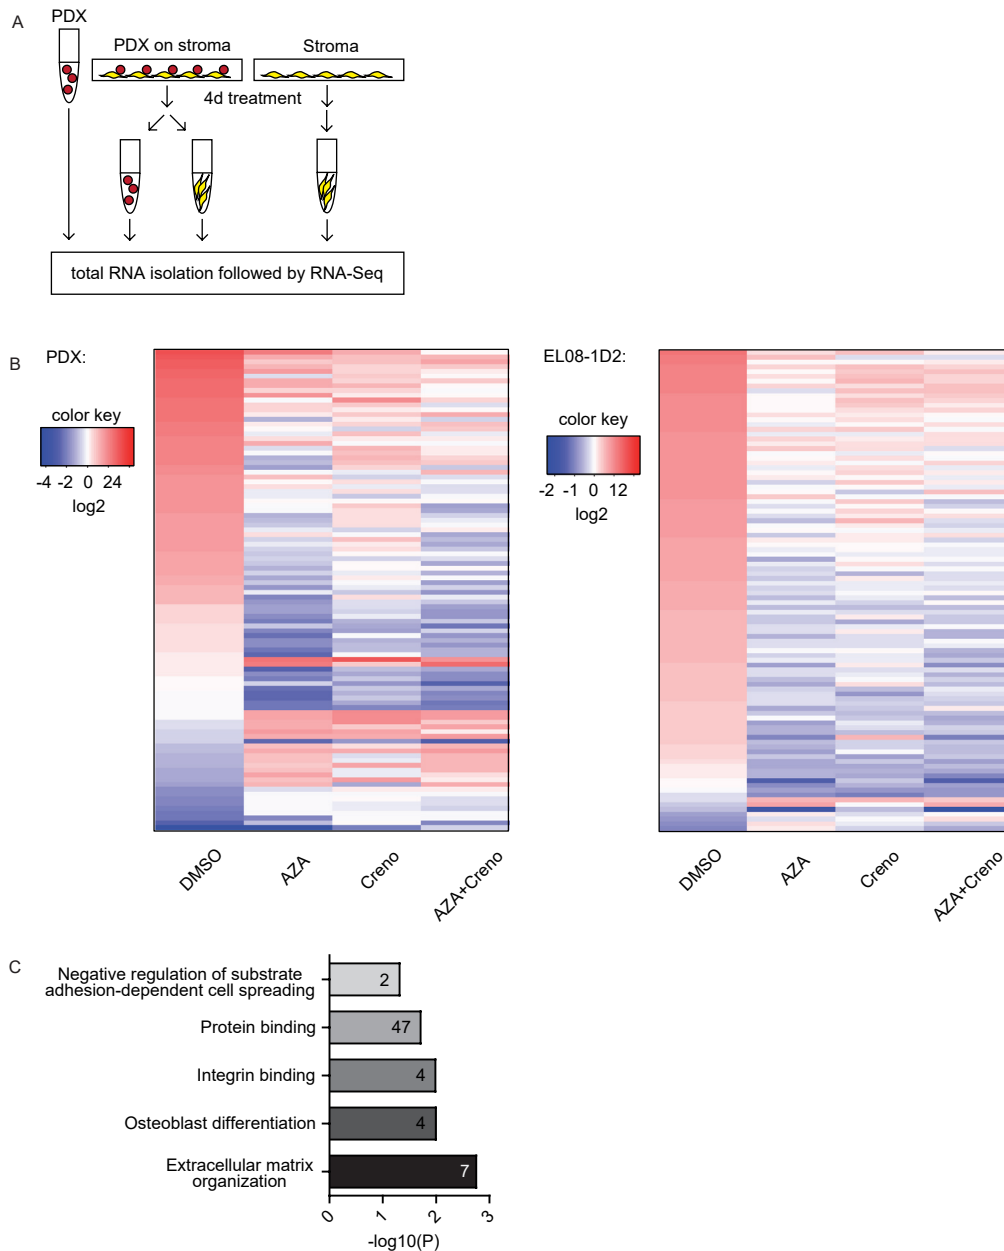 A
PDX
PDX on stroma
Stroma
4d treatment
total RNA isolation followed by RNA-Seq
B
PDX:
color key
-4 -2 0 24
log2
DMSO
AZA
Creno
AZA+Creno
EL08-1D2:
color key
-2 -1 0 12
log2
DMSO
AZA
Creno
AZA+Creno
C
Negative regulation of substrate
adhesion-dependent cell spreading
2
Protein binding
47
Integrin binding
4
Osteoblast differentiation
4
Extracellular matrix
organization
7
0 1 2 3
-log10(P)